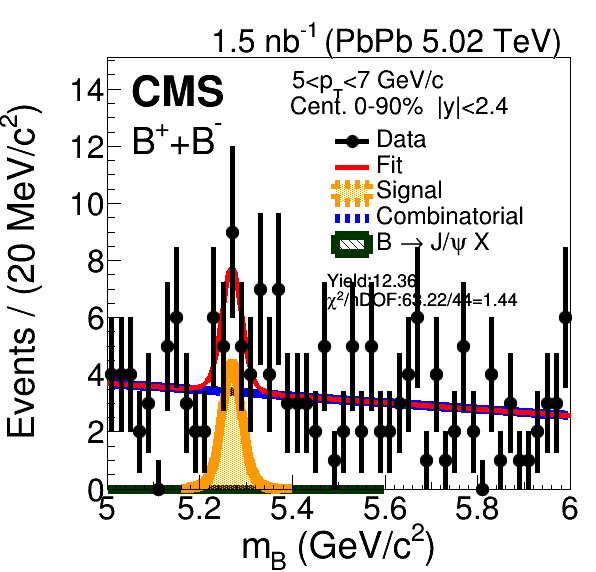 1.5 nb⁻¹ (PbPb 5.02 TeV)
CMS
B⁺+B⁻
5<p_T<7 GeV/c
Cent. 0-90% |y|<2.4
Data
Fit
Signal
Combinatorial
B → J/ψ X
Yield:12.36
χ²/nDOF:63.22/44=1.44
Events / (20 MeV/c²)
14
12
10
8
6
4
2
0
5 5.2 5.4 5.6 5.8 6
m_B (GeV/c²)